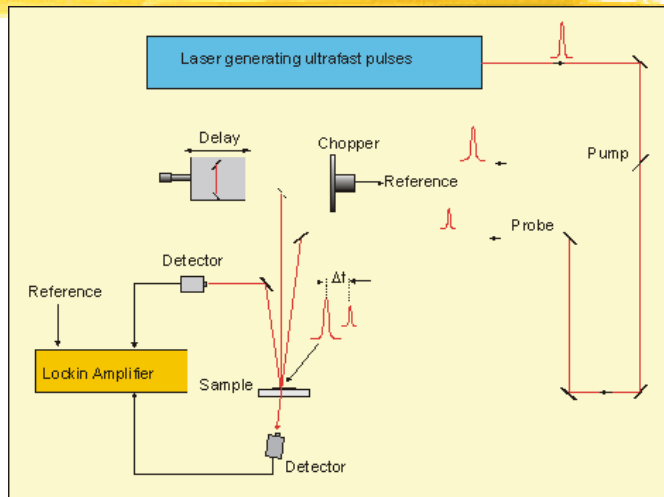 Laser generating ultrafast pulses
Delay
Chopper
Pump
Reference
Probe
Detector
Δt
Reference
Lockin Amplifier
Sample
Detector